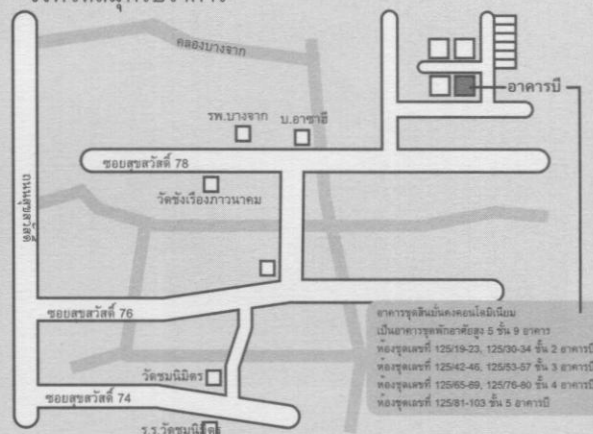 คลองบางจาก
อาคารบี
รพ.บางจาก
บ.อาซาฮี
ซอยสุขสวัสดิ์ 78
วัดชังเรืองภาวนาคม
ถนนสุขสวัสดิ์
ซอยสุขสวัสดิ์ 76
อาคารชุดสินมั่นคงคอนโดมิเนียม
เป็นอาคารชุดพักอาศัยสูง 5 ชั้น 9 อาคาร
ห้องชุดเลขที่ 125/19-23, 125/30-34 ชั้น 2 อาคารบี
ห้องชุดเลขที่ 125/42-46, 125/53-57 ชั้น 3 อาคารบี
ห้องชุดเลขที่ 125/65-69, 125/76-80 ชั้น 4 อาคารบี
ห้องชุดเลขที่ 125/81-103 ชั้น 5 อาคารบี
วัดชมนิมิตร
ซอยสุขสวัสดิ์ 74
ร.ร.วัดชมนิมิตร